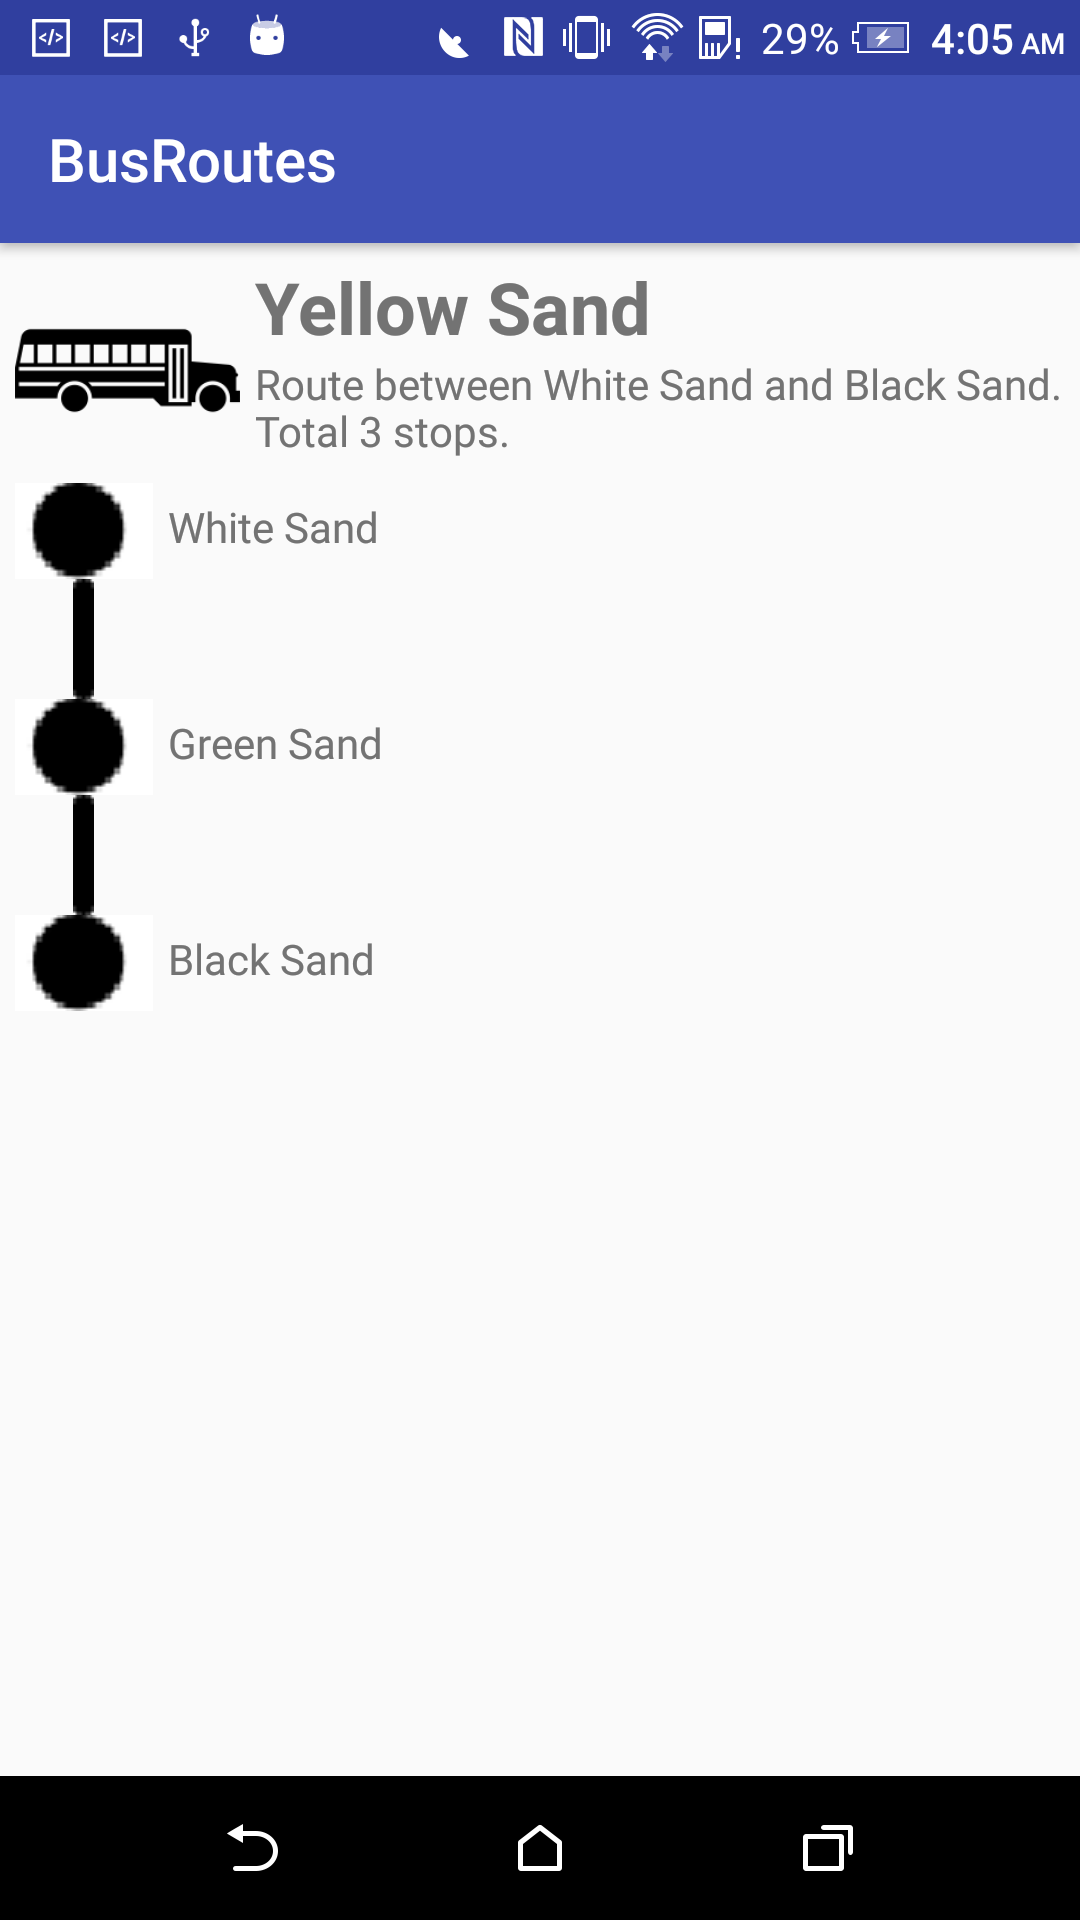 29% 4:05 AM
BusRoutes
Yellow Sand
Route between White Sand and Black Sand.
Total 3 stops.
White Sand
Green Sand
Black Sand